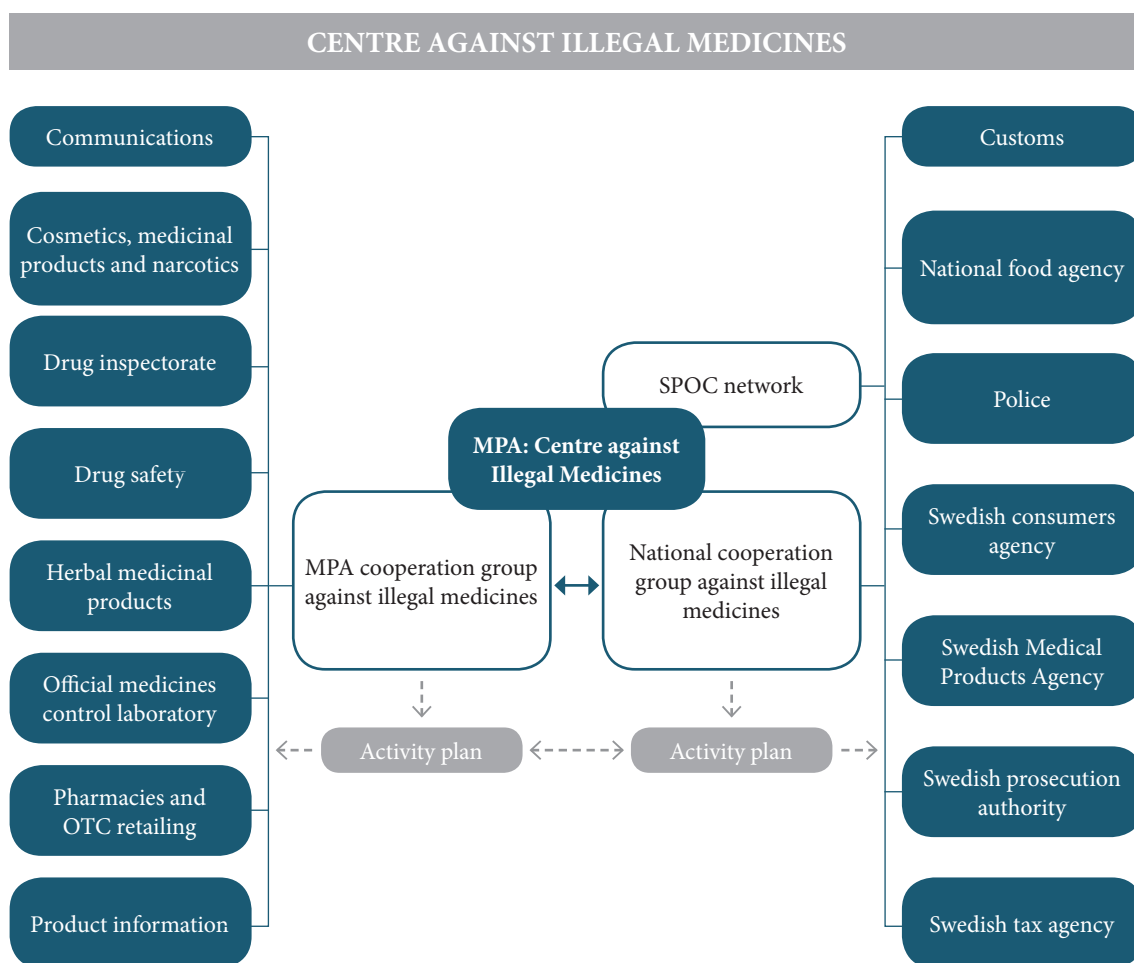 CENTRE AGAINST ILLEGAL MEDICINES
Communications
Cosmetics, medicinal
products and narcotics
Drug inspectorate
Drug safety
Herbal medicinal
products
Official medicines
control laboratory
Pharmacies and
OTC retailing
Product information
SPOC network
MPA: Centre against
Illegal Medicines
MPA cooperation group
against illegal medicines
National cooperation
group against illegal
medicines
Activity plan
Activity plan
Customs
National food agency
Police
Swedish consumers
agency
Swedish Medical
Products Agency
Swedish prosecution
authority
Swedish tax agency